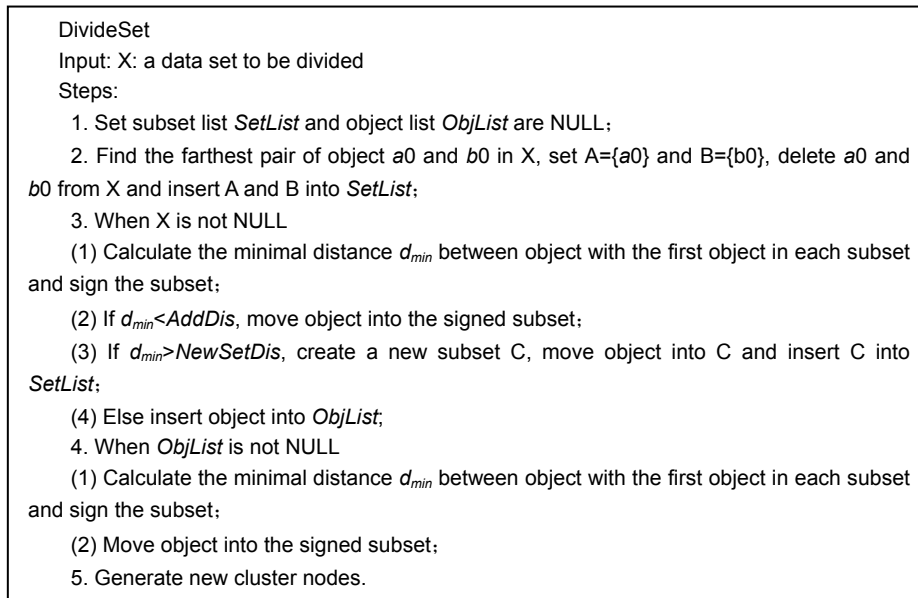 DivideSet
Input: X: a data set to be divided
Steps:
1. Set subset list SetList and object list ObjList are NULL；
2. Find the farthest pair of object a0 and b0 in X, set A={a0} and B={b0}, delete a0 and
b0 from X and insert A and B into SetList；
3. When X is not NULL
(1) Calculate the minimal distance dmin between object with the first object in each subset
and sign the subset；
(2) If dmin<AddDis, move object into the signed subset；
(3) If dmin>NewSetDis, create a new subset C, move object into C and insert C into
SetList；
(4) Else insert object into ObjList;
4. When ObjList is not NULL
(1) Calculate the minimal distance dmin between object with the first object in each subset
and sign the subset；
(2) Move object into the signed subset；
5. Generate new cluster nodes.